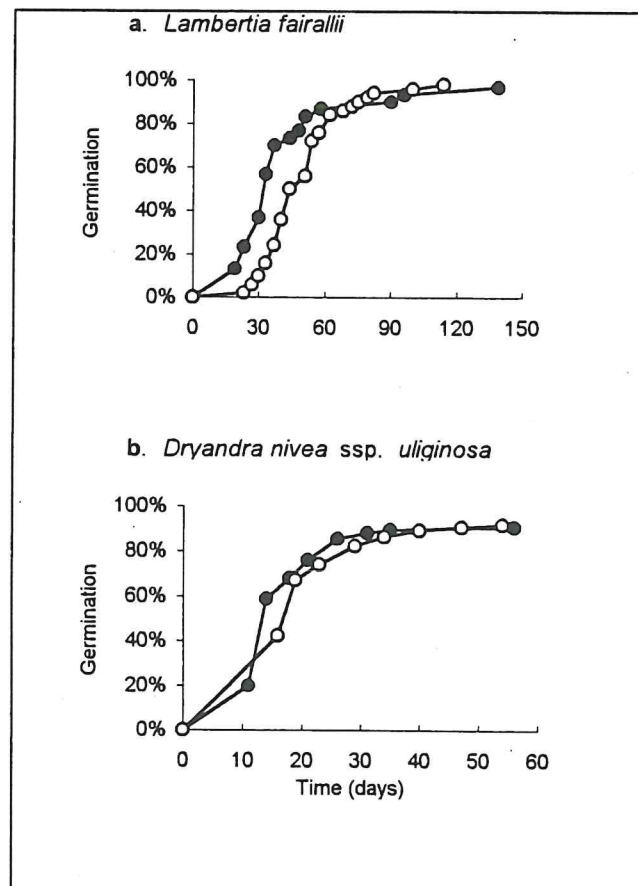 a. Lambertia fairallii
100%
80%
60%
40%
20%
0%
Germination
0 30 60 90 120 150
b. Dryandra nivea ssp. uliginosa
100%
80%
60%
40%
20%
0%
Germination
0 10 20 30 40 50 60
Time (days)